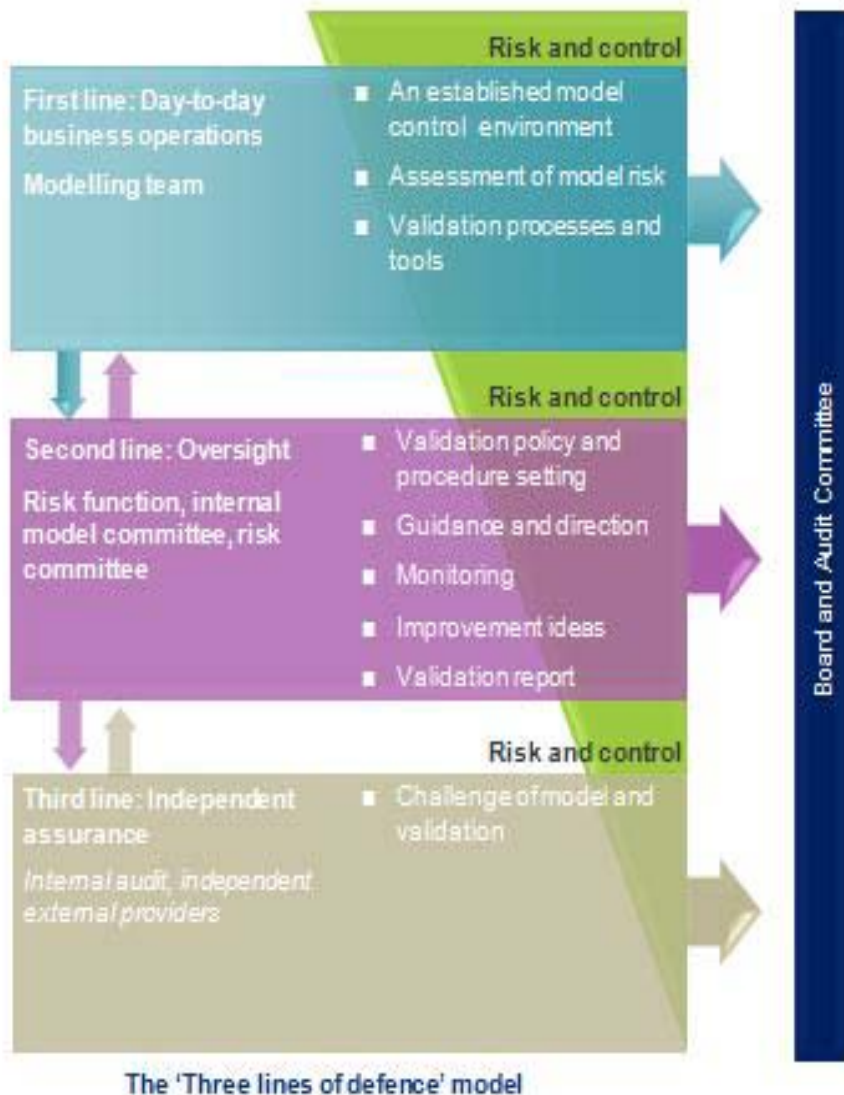 Risk and control
First line: Day-to-day
business operations
Modelling team
■ An established model
control environment
■ Assessment of model risk
■ Validation processes and
tools
Risk and control
Second line: Oversight
Risk function, internal
model committee, risk
committee
■ Validation policy and
procedure setting
■ Guidance and direction
■ Monitoring
■ Improvement ideas
■ Validation report
Risk and control
Third line: Independent
assurance
Internal audit, independent
external providers
■ Challenge of model and
validation
Board and Audit Committee
The 'Three lines of defence' model